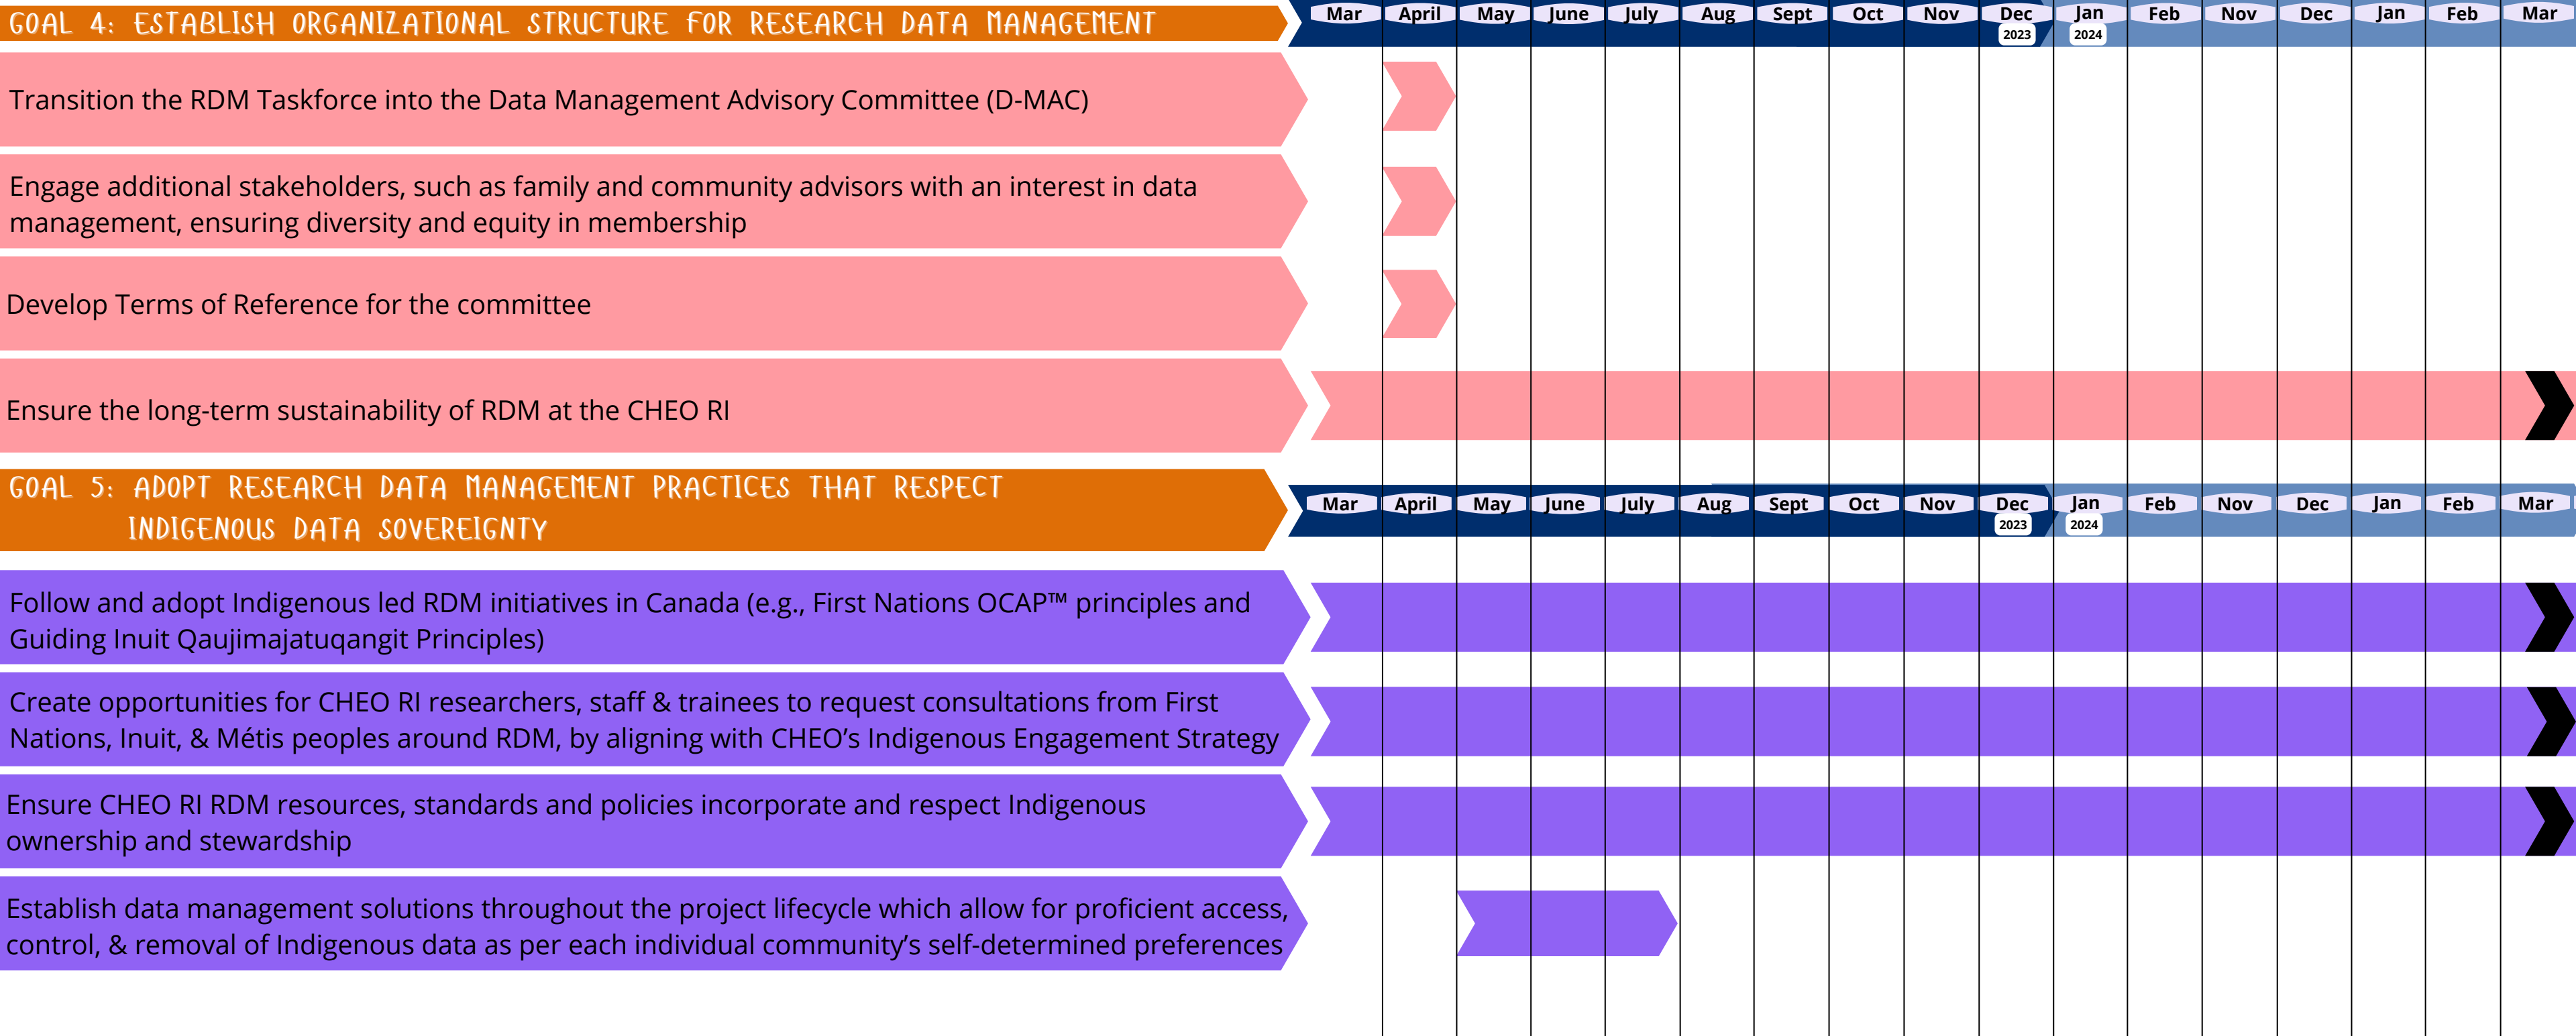 GOAL 4: ESTABLISH ORGANIZATIONAL STRUCTURE FOR RESEARCH DATA MANAGEMENT
Mar April May June July Aug Sept Oct Nov Dec Jan Feb Nov Dec Jan Feb Mar
2023 2024
Transition the RDM Taskforce into the Data Management Advisory Committee (D-MAC)
Engage additional stakeholders, such as family and community advisors with an interest in data
management, ensuring diversity and equity in membership
Develop Terms of Reference for the committee
Ensure the long-term sustainability of RDM at the CHEO RI
GOAL 5: ADOPT RESEARCH DATA MANAGEMENT PRACTICES THAT RESPECT
INDIGENOUS DATA SOVEREIGNTY
Mar April May June July Aug Sept Oct Nov Dec Jan Feb Nov Dec Jan Feb Mar
2023 2024
Follow and adopt Indigenous led RDM initiatives in Canada (e.g., First Nations OCAP™ principles and
Guiding Inuit Qaujimajatuqangit Principles)
Create opportunities for CHEO RI researchers, staff & trainees to request consultations from First
Nations, Inuit, & Métis peoples around RDM, by aligning with CHEO’s Indigenous Engagement Strategy
Ensure CHEO RI RDM resources, standards and policies incorporate and respect Indigenous
ownership and stewardship
Establish data management solutions throughout the project lifecycle which allow for proficient access,
control, & removal of Indigenous data as per each individual community’s self-determined preferences